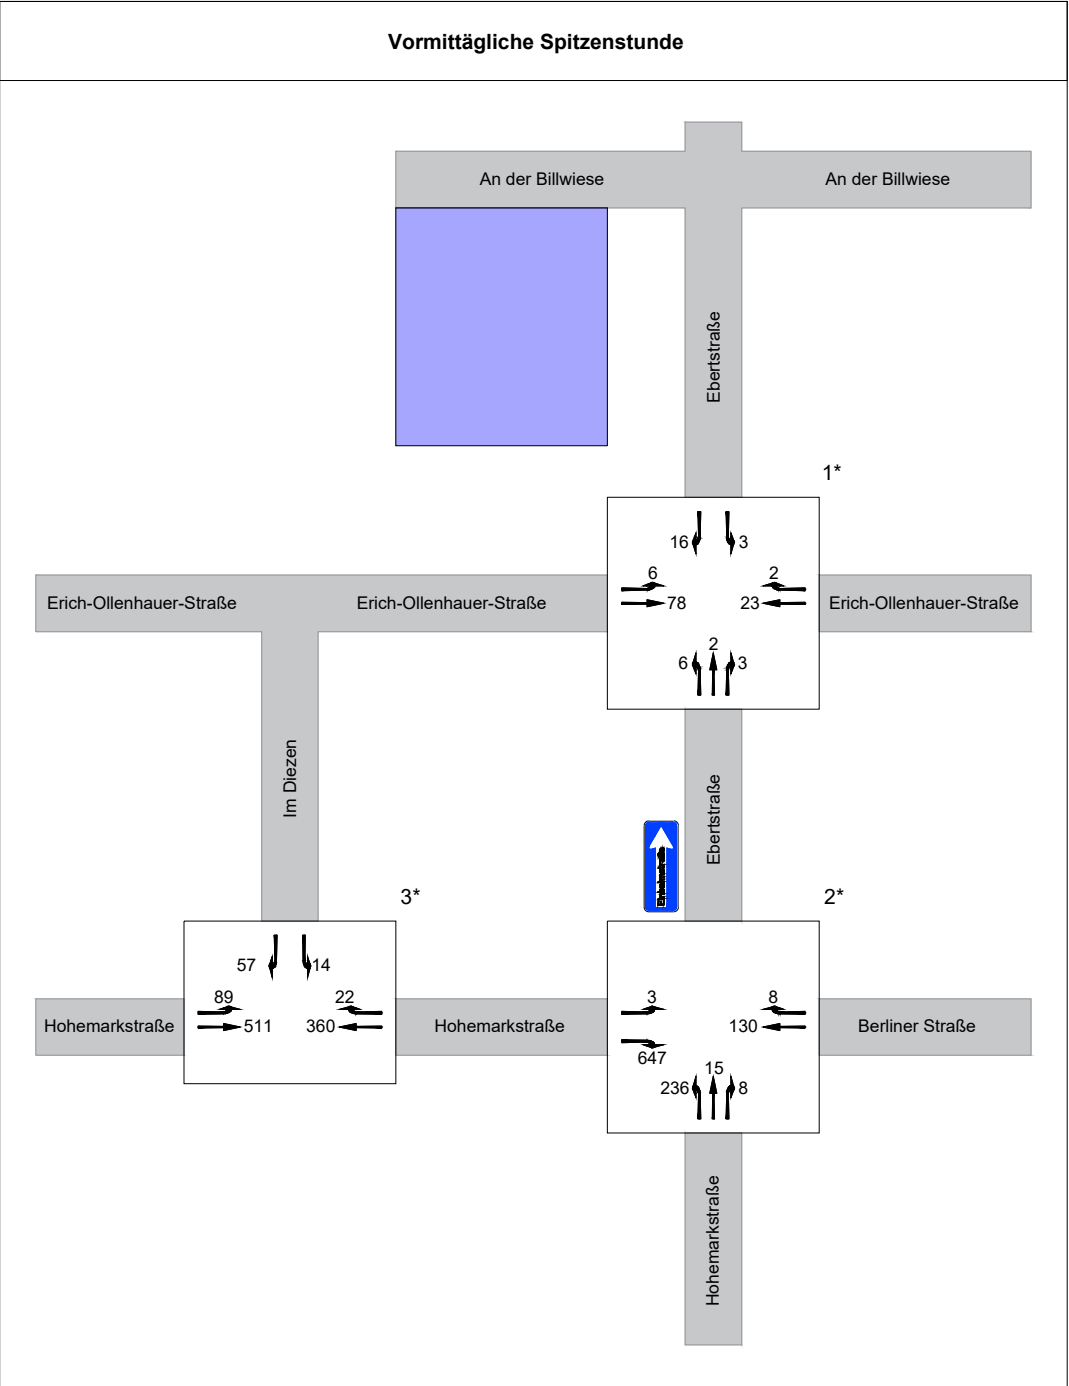 Vormittägliche Spitzenstunde
An der Billwiese
An der Billwiese
Ebertstraße
1*
16
3
6
2
78
23
2
6
3
Erich-Ollenhauer-Straße
Erich-Ollenhauer-Straße
Erich-Ollenhauer-Straße
Im Diezen
Ebertstraße
Einbahnstraße
3*
2*
57
14
89
22
511
360
Hohemarkstraße
Hohemarkstraße
3
8
130
647
15
236
8
Berliner Straße
Hohemarkstraße